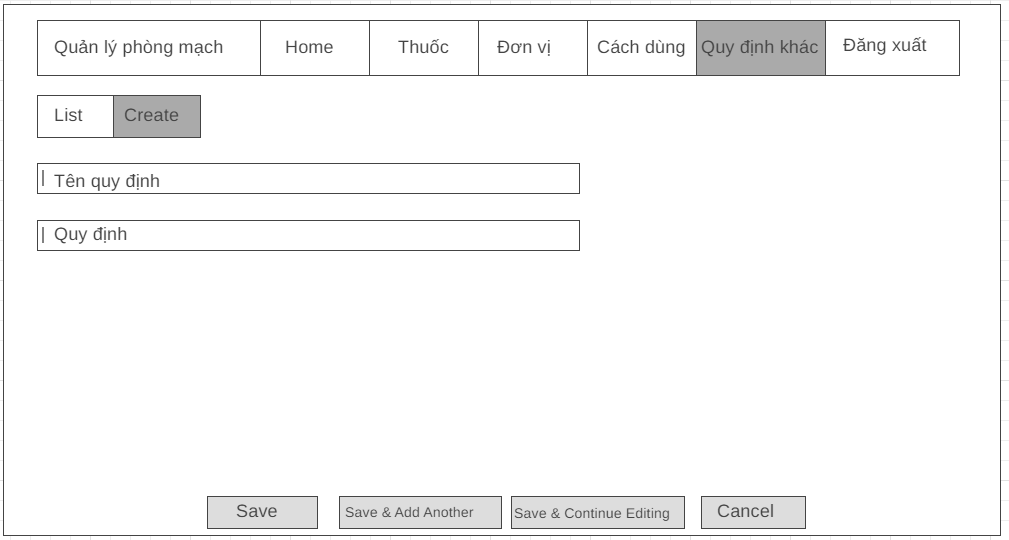 Quản lý phòng mạch Home Thuốc Đơn vị Cách dùng Quy định khác Đăng xuất
List Create
Tên quy định
Quy định
Save Save & Add Another Save & Continue Editing Cancel